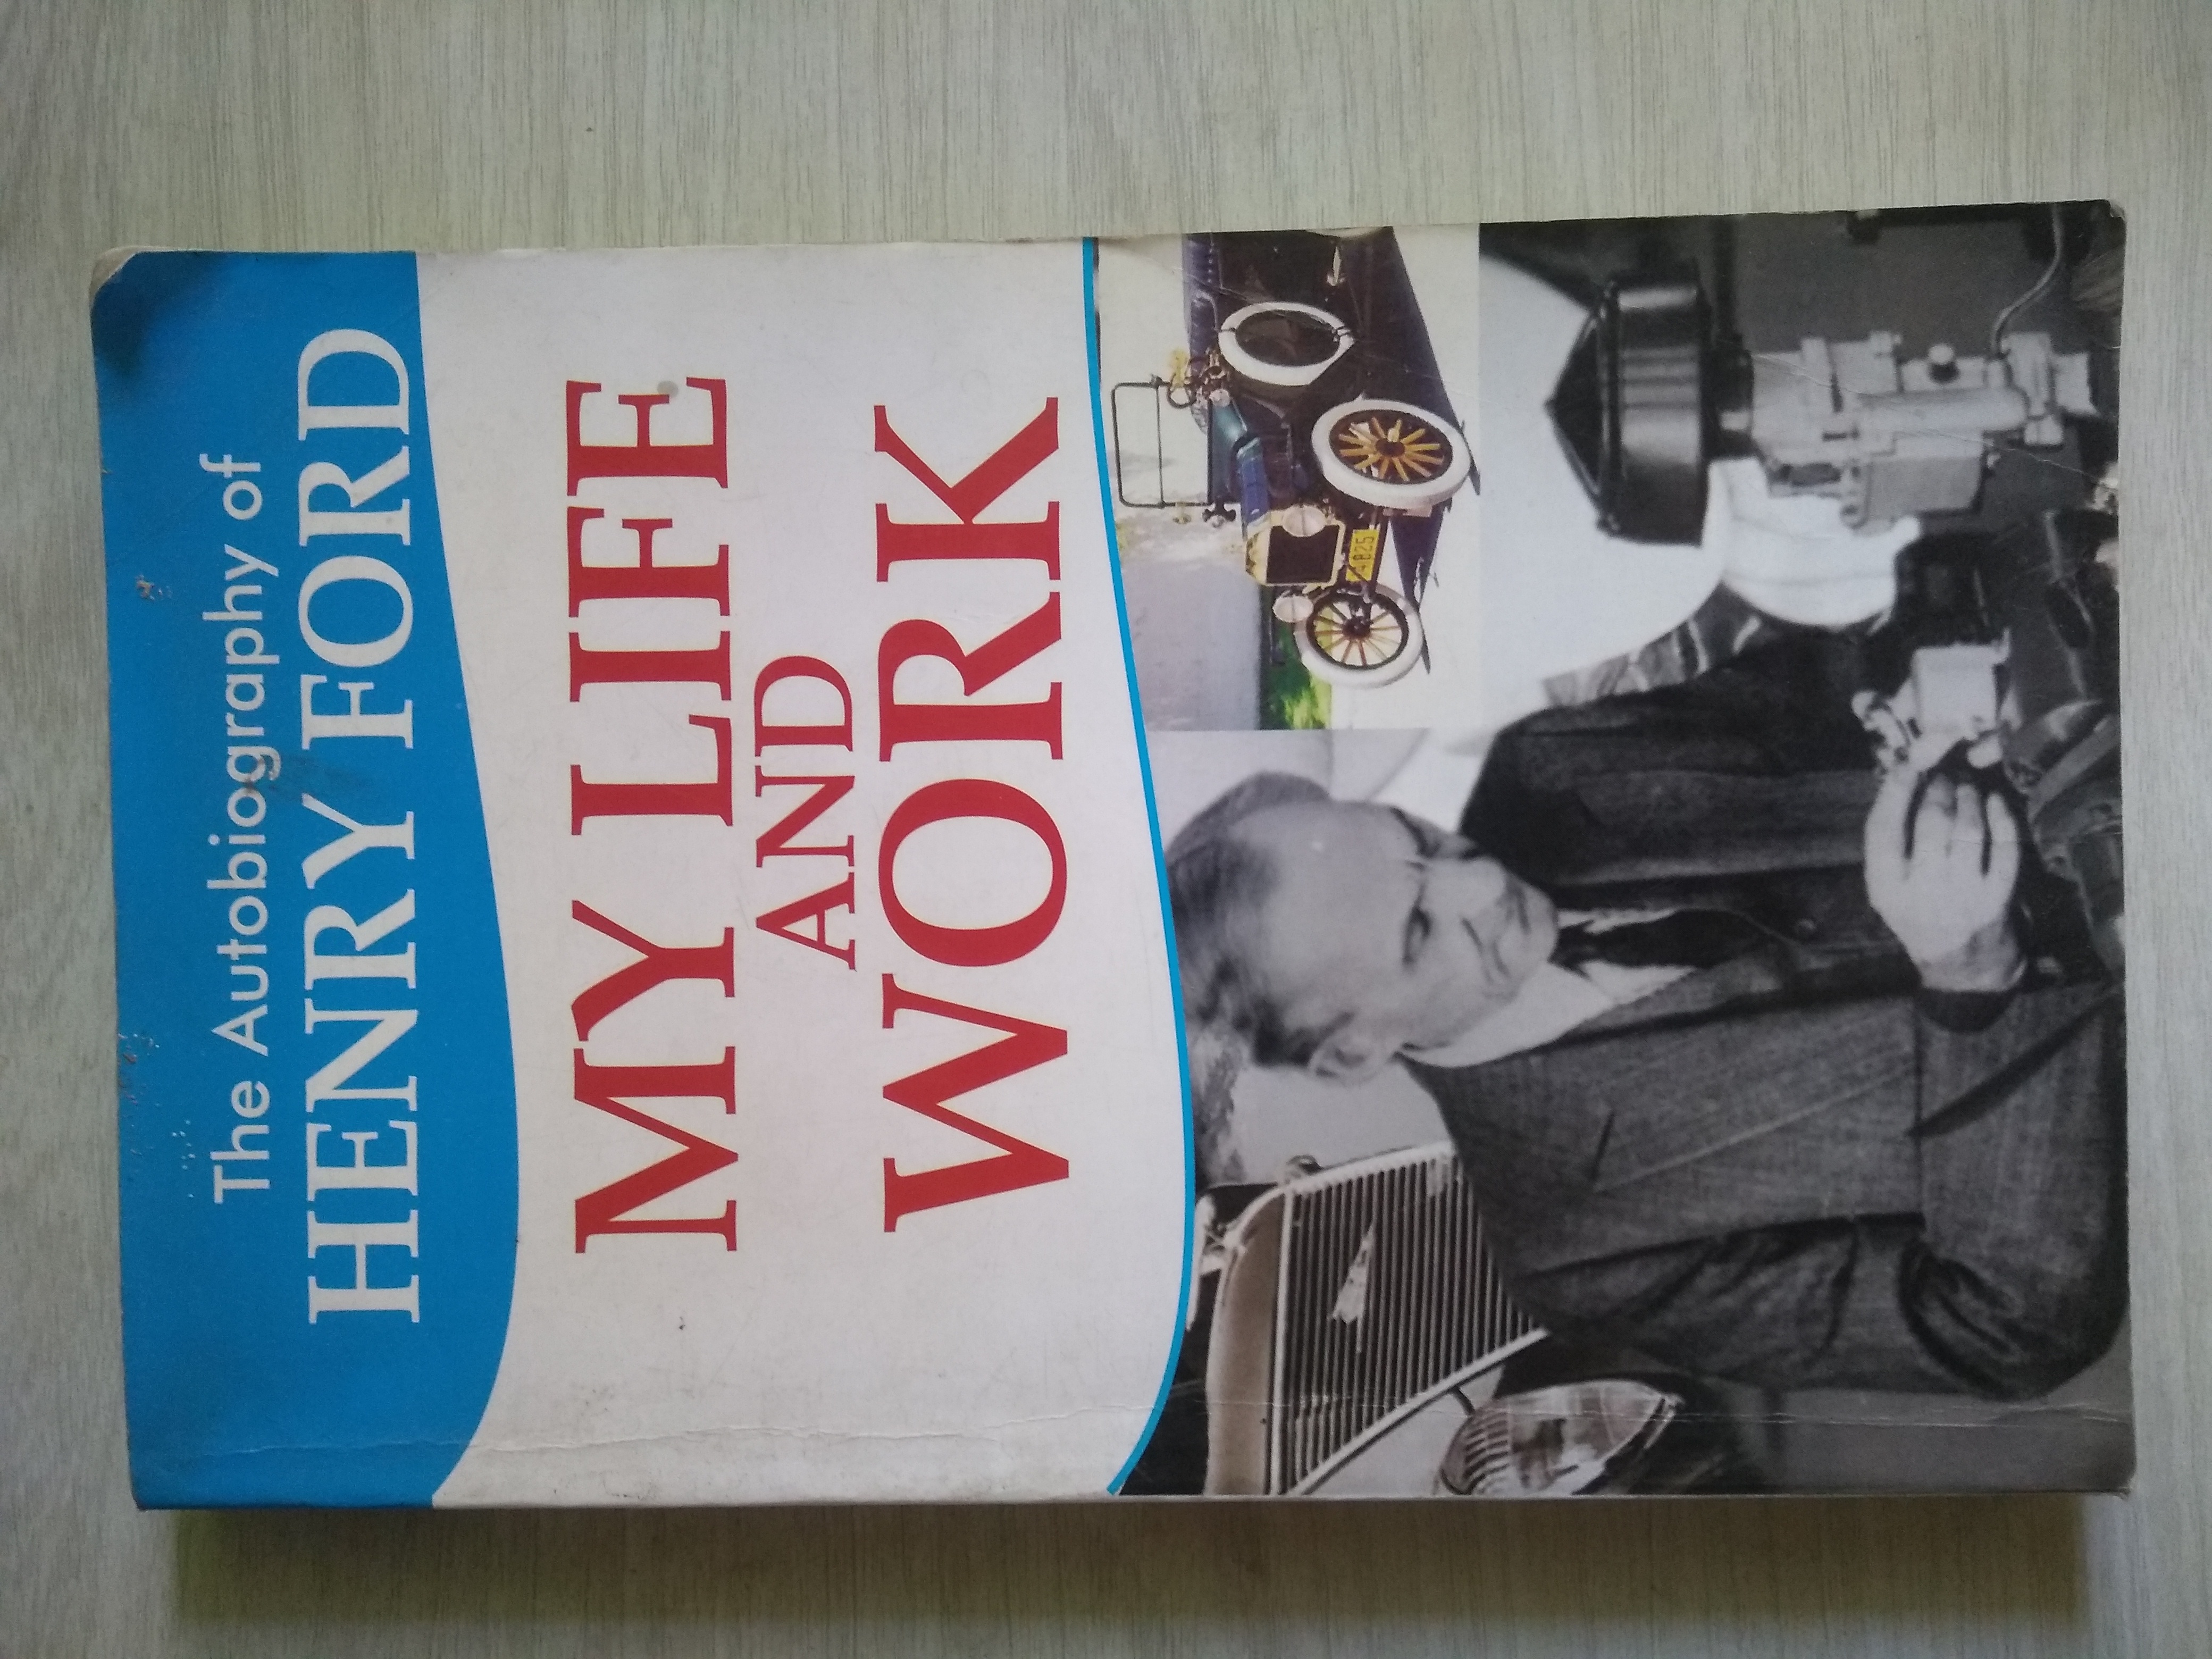 The Autobiography of
HENRY FORD
MY LIFE
AND
WORK